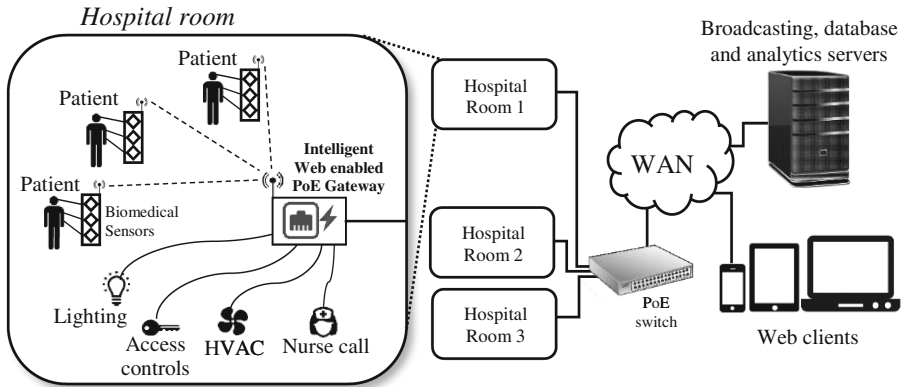 Hospital room
Patient
Patient
Patient
Biomedical
Sensors
Intelligent
Web enabled
PoE Gateway
Lighting
Access
controls
HVAC
Nurse call
Hospital
Room 1
Hospital
Room 2
Hospital
Room 3
WAN
PoE
switch
Broadcasting, database
and analytics servers
Web clients